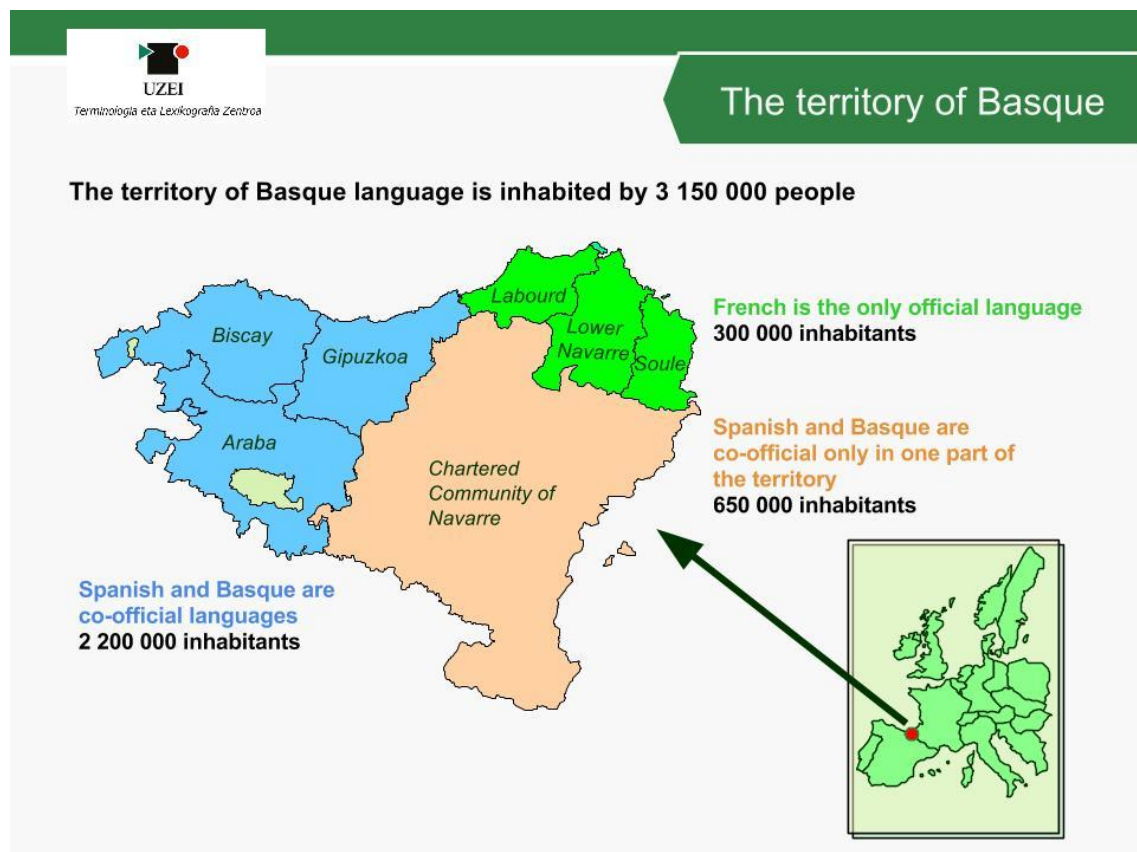 UZEI
Terminologia eta Lexikografia Zentroa
The territory of Basque
The territory of Basque language is inhabited by 3 150 000 people
Labourd
Lower
Navarre
Soule
Biscay
Gipuzkoa
Araba
Chartered
Community of
Navarre
French is the only official language
300 000 inhabitants
Spanish and Basque are
co-official only in one part of
the territory
650 000 inhabitants
Spanish and Basque are
co-official languages
2 200 000 inhabitants